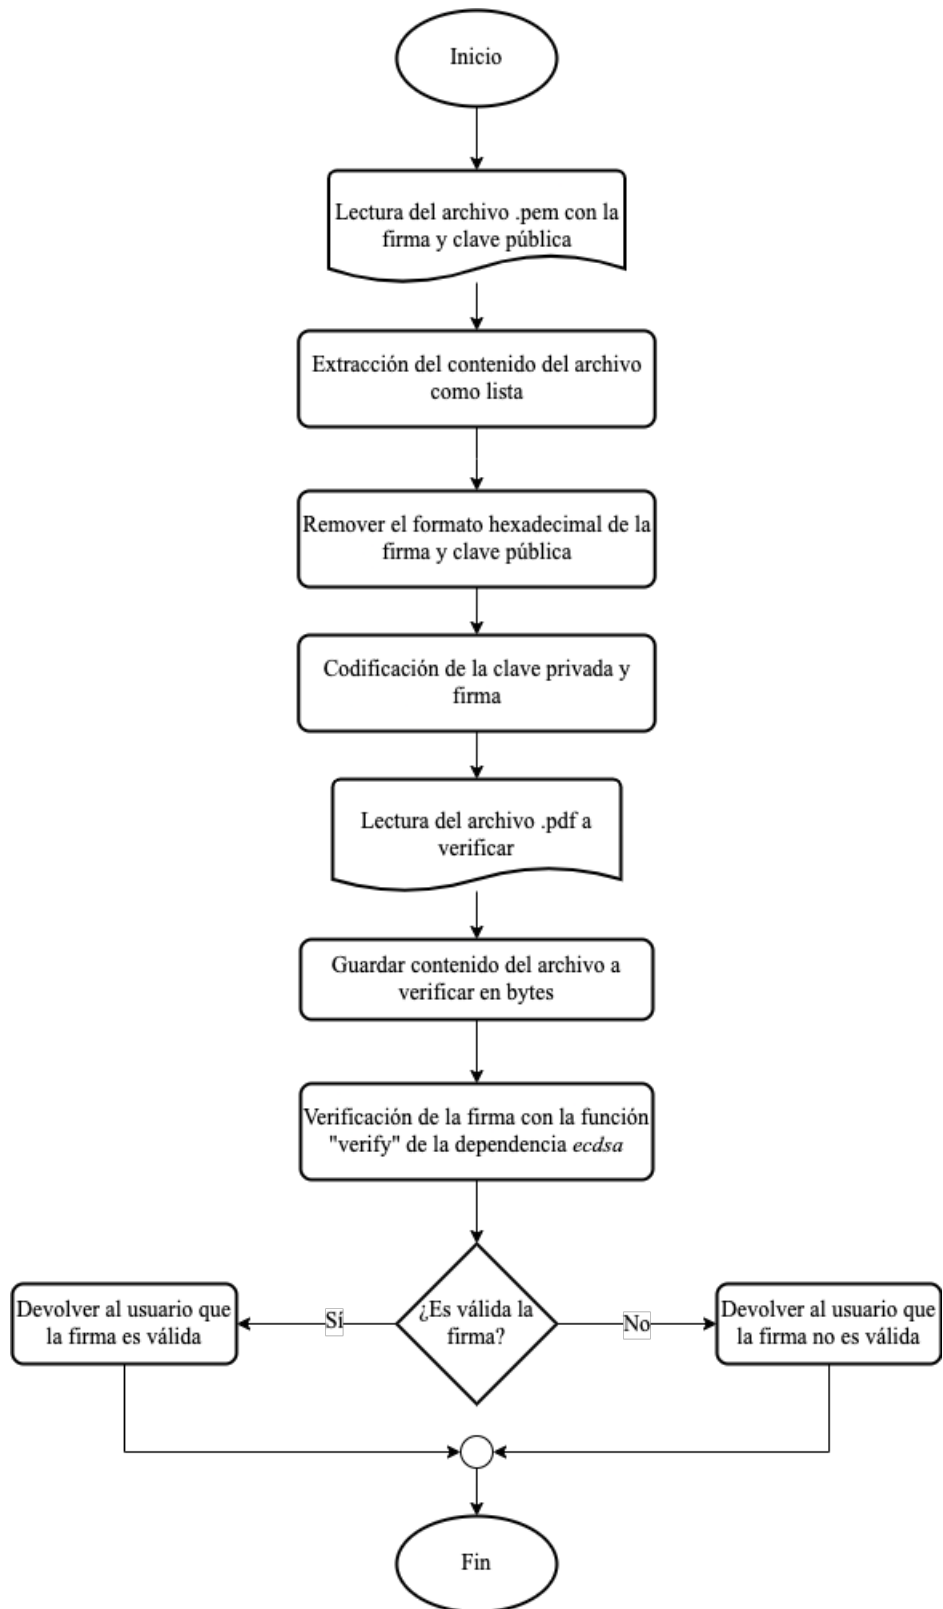 Inicio
Lectura del archivo .pem con la
firma y clave pública
Extracción del contenido del archivo
como lista
Remover el formato hexadecimal de la
firma y clave pública
Codificación de la clave privada y
firma
Lectura del archivo .pdf a
verificar
Guardar contenido del archivo a
verificar en bytes
Verificación de la firma con la función
"verify" de la dependencia ecdsa
¿Es válida la
firma?
Sí
Devolver al usuario que
la firma es válida
No
Devolver al usuario que
la firma no es válida
Fin